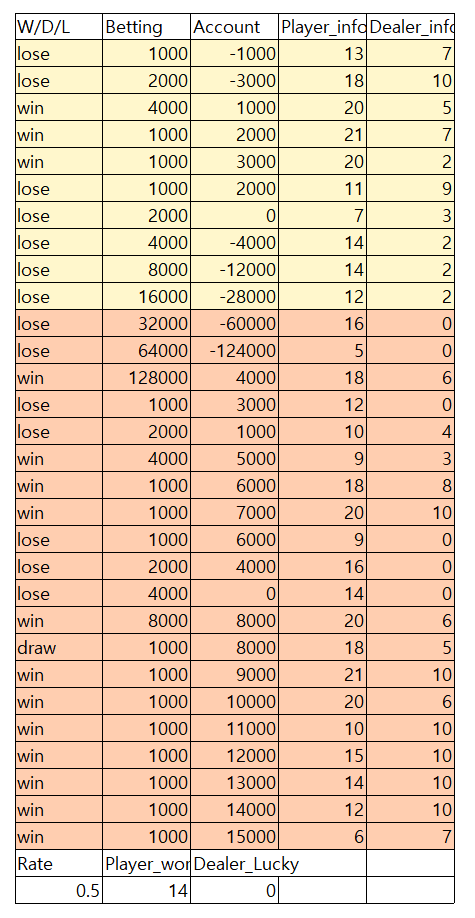 W/D/L Betting Account Player_info Dealer_info
lose 1000 -1000 13 7
lose 2000 -3000 18 10
win 4000 1000 20 5
win 1000 2000 21 7
win 1000 3000 20 2
lose 1000 2000 11 9
lose 2000 0 7 3
lose 4000 -4000 14 2
lose 8000 -12000 14 2
lose 16000 -28000 12 2
lose 32000 -60000 16 0
lose 64000 -124000 5 0
win 128000 4000 18 6
lose 1000 3000 12 0
lose 2000 1000 10 4
win 4000 5000 9 3
win 1000 6000 18 8
win 1000 7000 20 10
lose 1000 6000 9 0
lose 2000 4000 16 0
lose 4000 0 14 0
win 8000 8000 20 6
draw 1000 8000 18 5
win 1000 9000 21 10
win 1000 10000 20 6
win 1000 11000 10 10
win 1000 12000 15 10
win 1000 13000 14 10
win 1000 14000 12 10
win 1000 15000 6 7
Rate Player_wor Dealer_Lucky
0.5 14 0